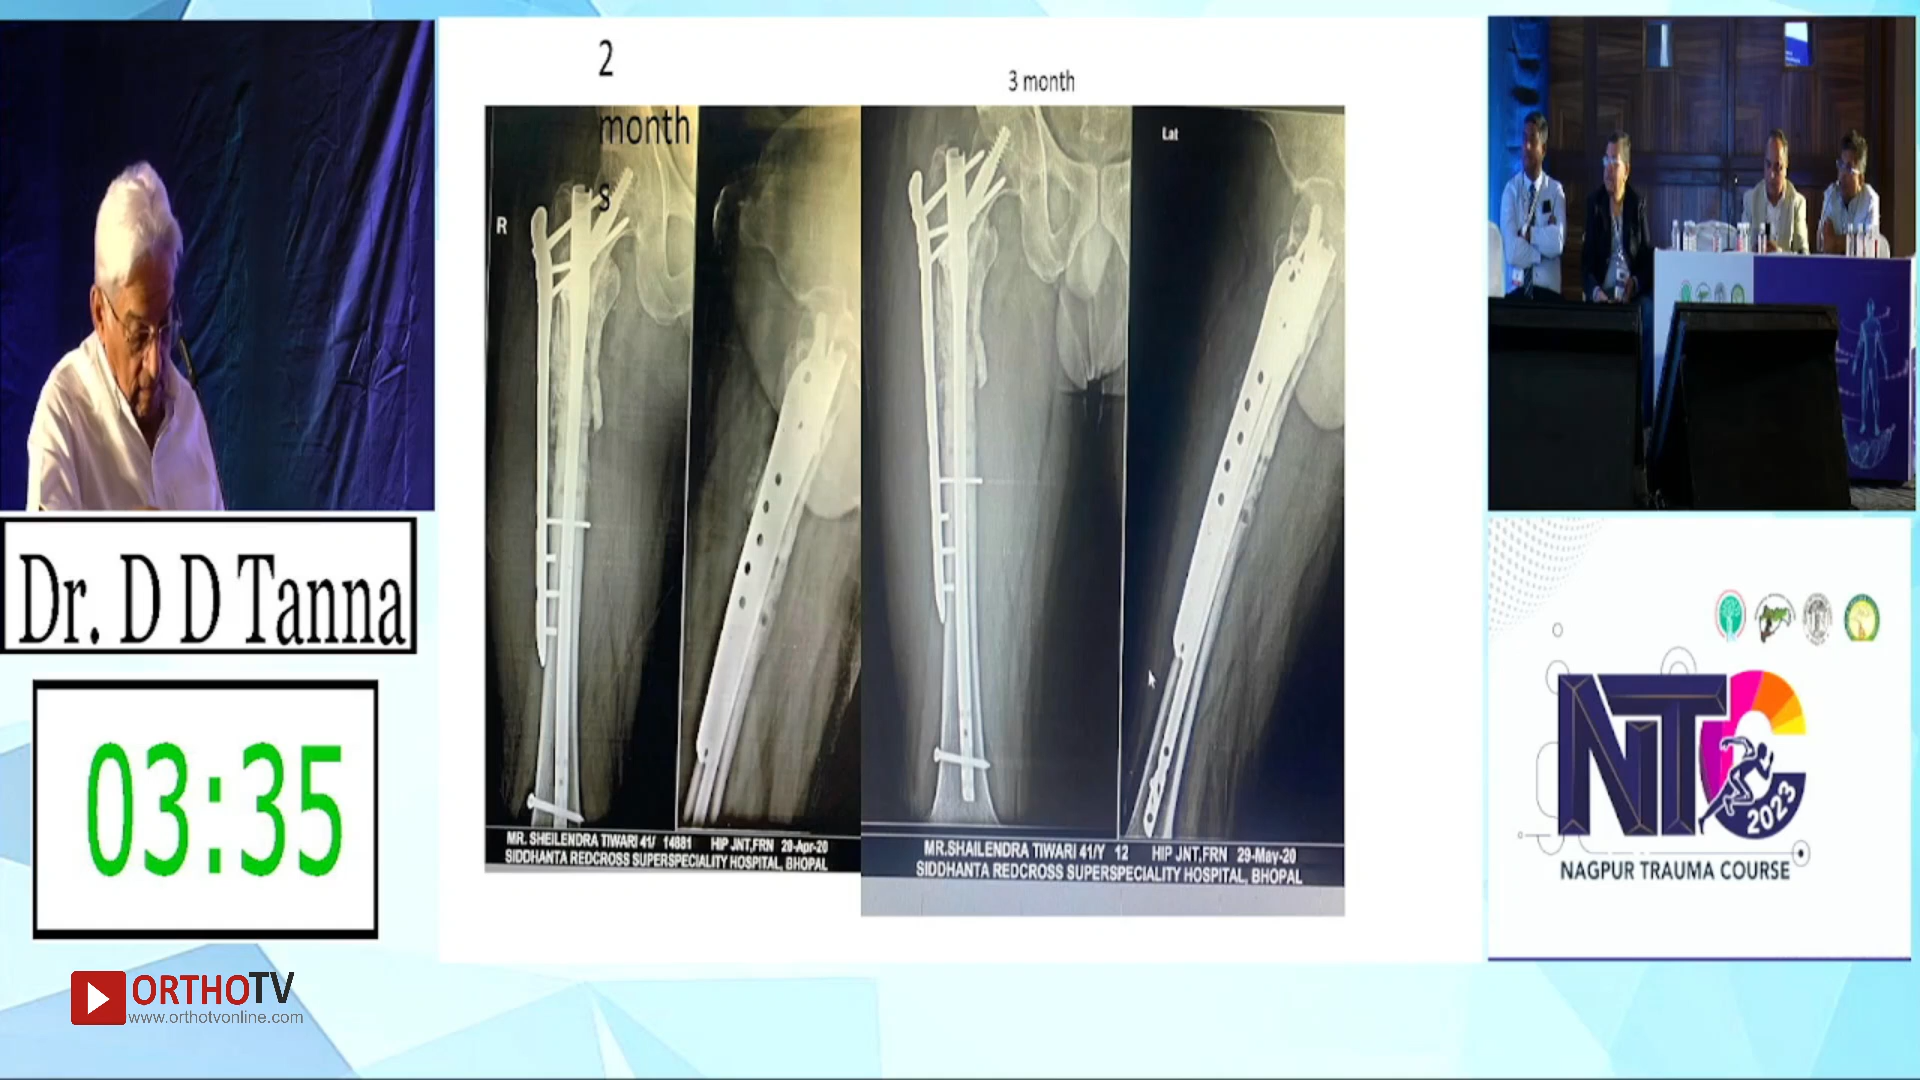 2
month
s
3 month
R
Lat
MR. SHEILENDRA TIWARI 41/ 14881 HIP JNT,FRN 20-Apr-20
SIDDHANTA REDCROSS SUPERSPECIALITY HOSPITAL, BHOPAL
MR.SHAILENDRA TIWARI 41/Y 12 HIP JNT,FRN 29-May-20
SIDDHANTA REDCROSS SUPERSPECIALITY HOSPITAL, BHOPAL
Dr. D D Tanna
03:35
ORTHOTV
www.orthotvonline.com
NTC
2023
NAGPUR TRAUMA COURSE